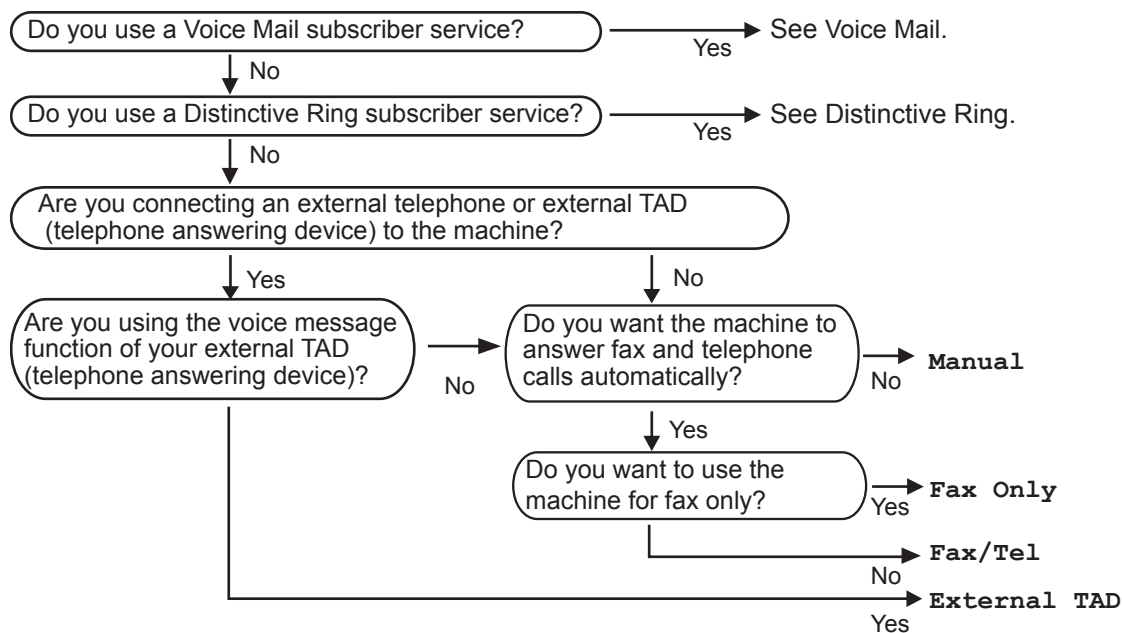 Do you use a Voice Mail subscriber service?
Yes
See Voice Mail.
No
Do you use a Distinctive Ring subscriber service?
Yes
See Distinctive Ring.
No
Are you connecting an external telephone or external TAD
(telephone answering device) to the machine?
Yes
No
Are you using the voice message
function of your external TAD
(telephone answering device)?
No
Do you want the machine to
answer fax and telephone
calls automatically?
No
Manual
Yes
Do you want to use the
machine for fax only?
Yes
Fax Only
No
Fax/Tel
Yes
External TAD